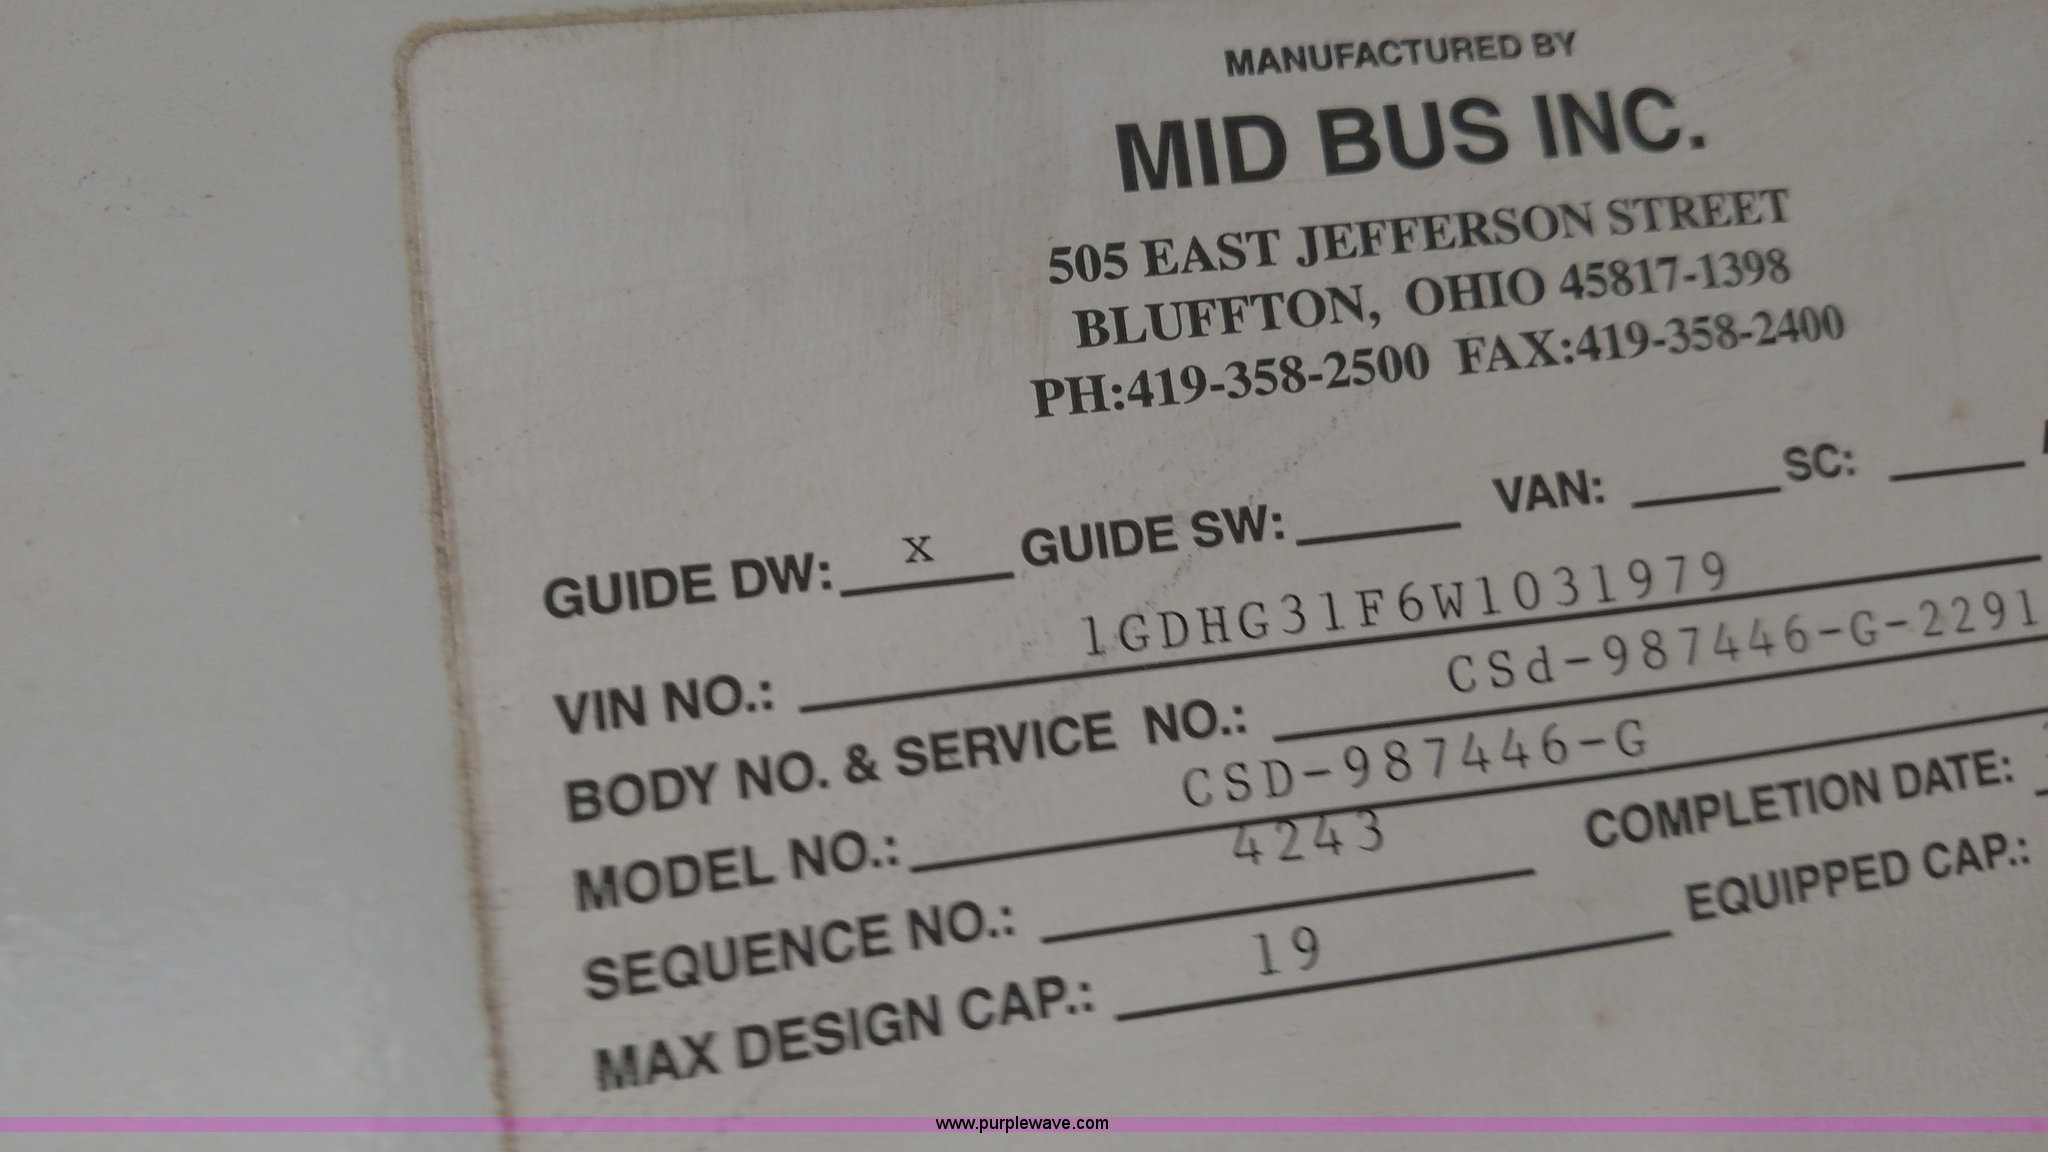 MANUFACTURED BY
MID BUS INC.
505 EAST JEFFERSON STREET
BLUFFTON, OHIO 45817-1398
PH:419-358-2500 FAX:419-358-2400
GUIDE DW: x GUIDE SW: VAN: SC:
VIN NO.: 1GDHG31F6W1031979
BODY NO. & SERVICE NO.: CSd-987446-G-2291
MODEL NO.: CSD-987446-G
SEQUENCE NO.: 4243 COMPLETION DATE:
MAX DESIGN CAP.: 19 EQUIPPED CAP.:
www.purplewave.com